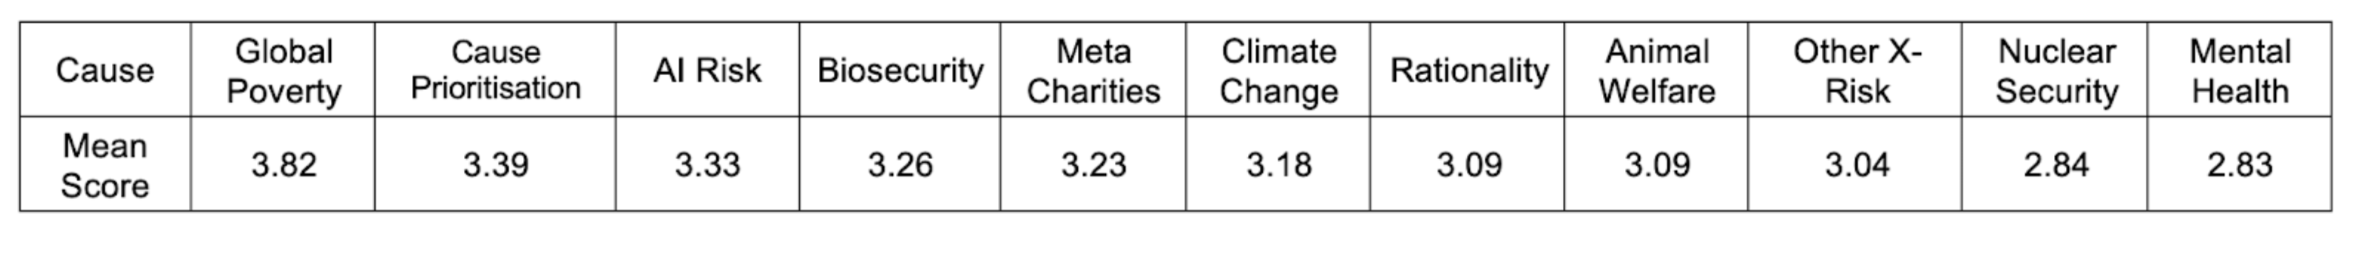 Cause | Global Poverty | Cause Prioritisation | AI Risk | Biosecurity | Meta Charities | Climate Change | Rationality | Animal Welfare | Other X-Risk | Nuclear Security | Mental Health
Mean Score | 3.82 | 3.39 | 3.33 | 3.26 | 3.23 | 3.18 | 3.09 | 3.09 | 3.04 | 2.84 | 2.83